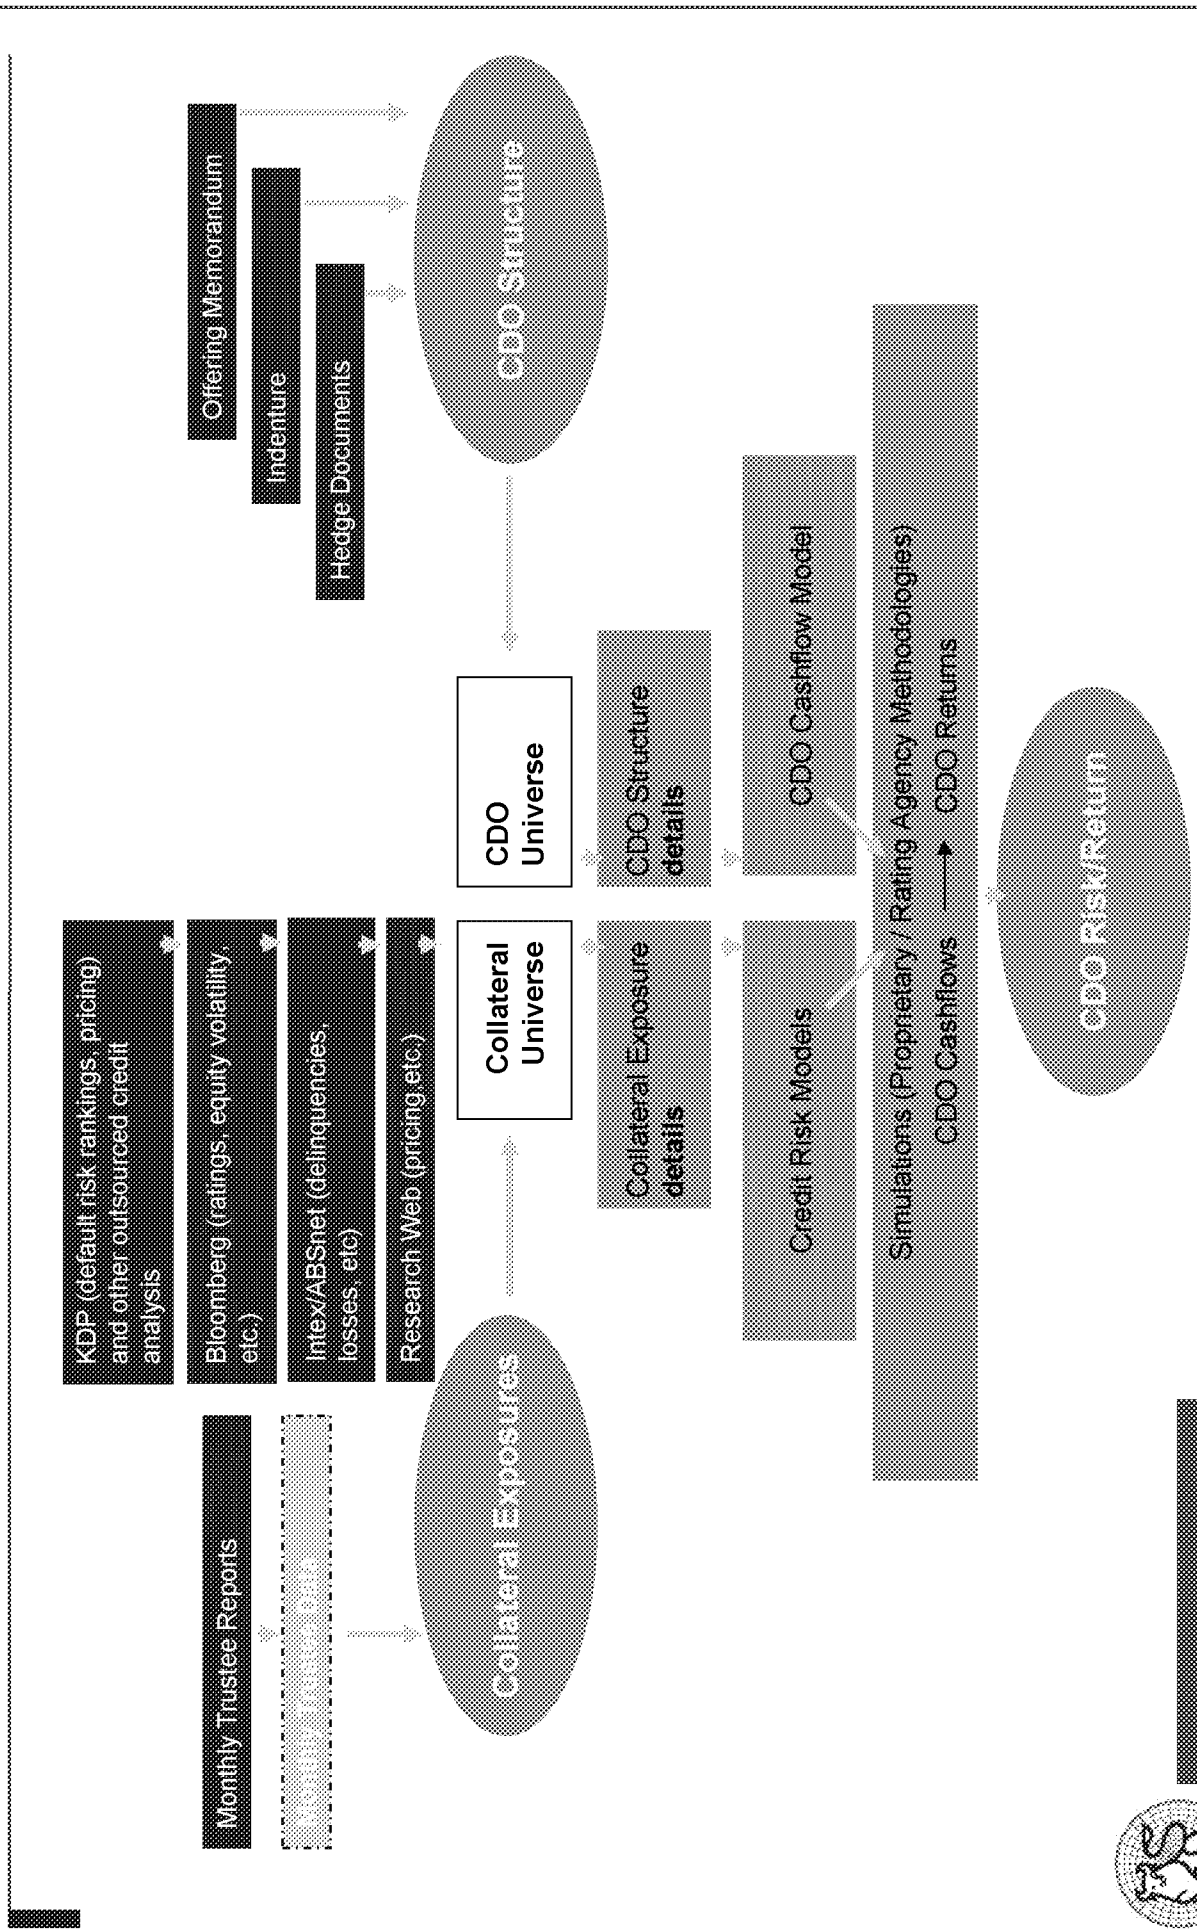 Monthly Trustee Reports
Collateral Exposures
KDP (default risk rankings, pricing)
and other outsourced credit
analysis
Bloomberg (ratings, equity volatility,
etc.)
Intex/ABSnet (delinquencies,
losses, etc)
Research Web (pricing etc.)
Offering Memorandum
Indenture
Hedge Documents
CDO Structure
Collateral
Universe
CDO
Universe
Collateral Exposure
details
CDO Structure
details
Credit Risk Models
CDO Cashflow Model
Simulations (Proprietary / Rating Agency Methodologies)
CDO Cashflows CDO Returns
CDO Risk/Return